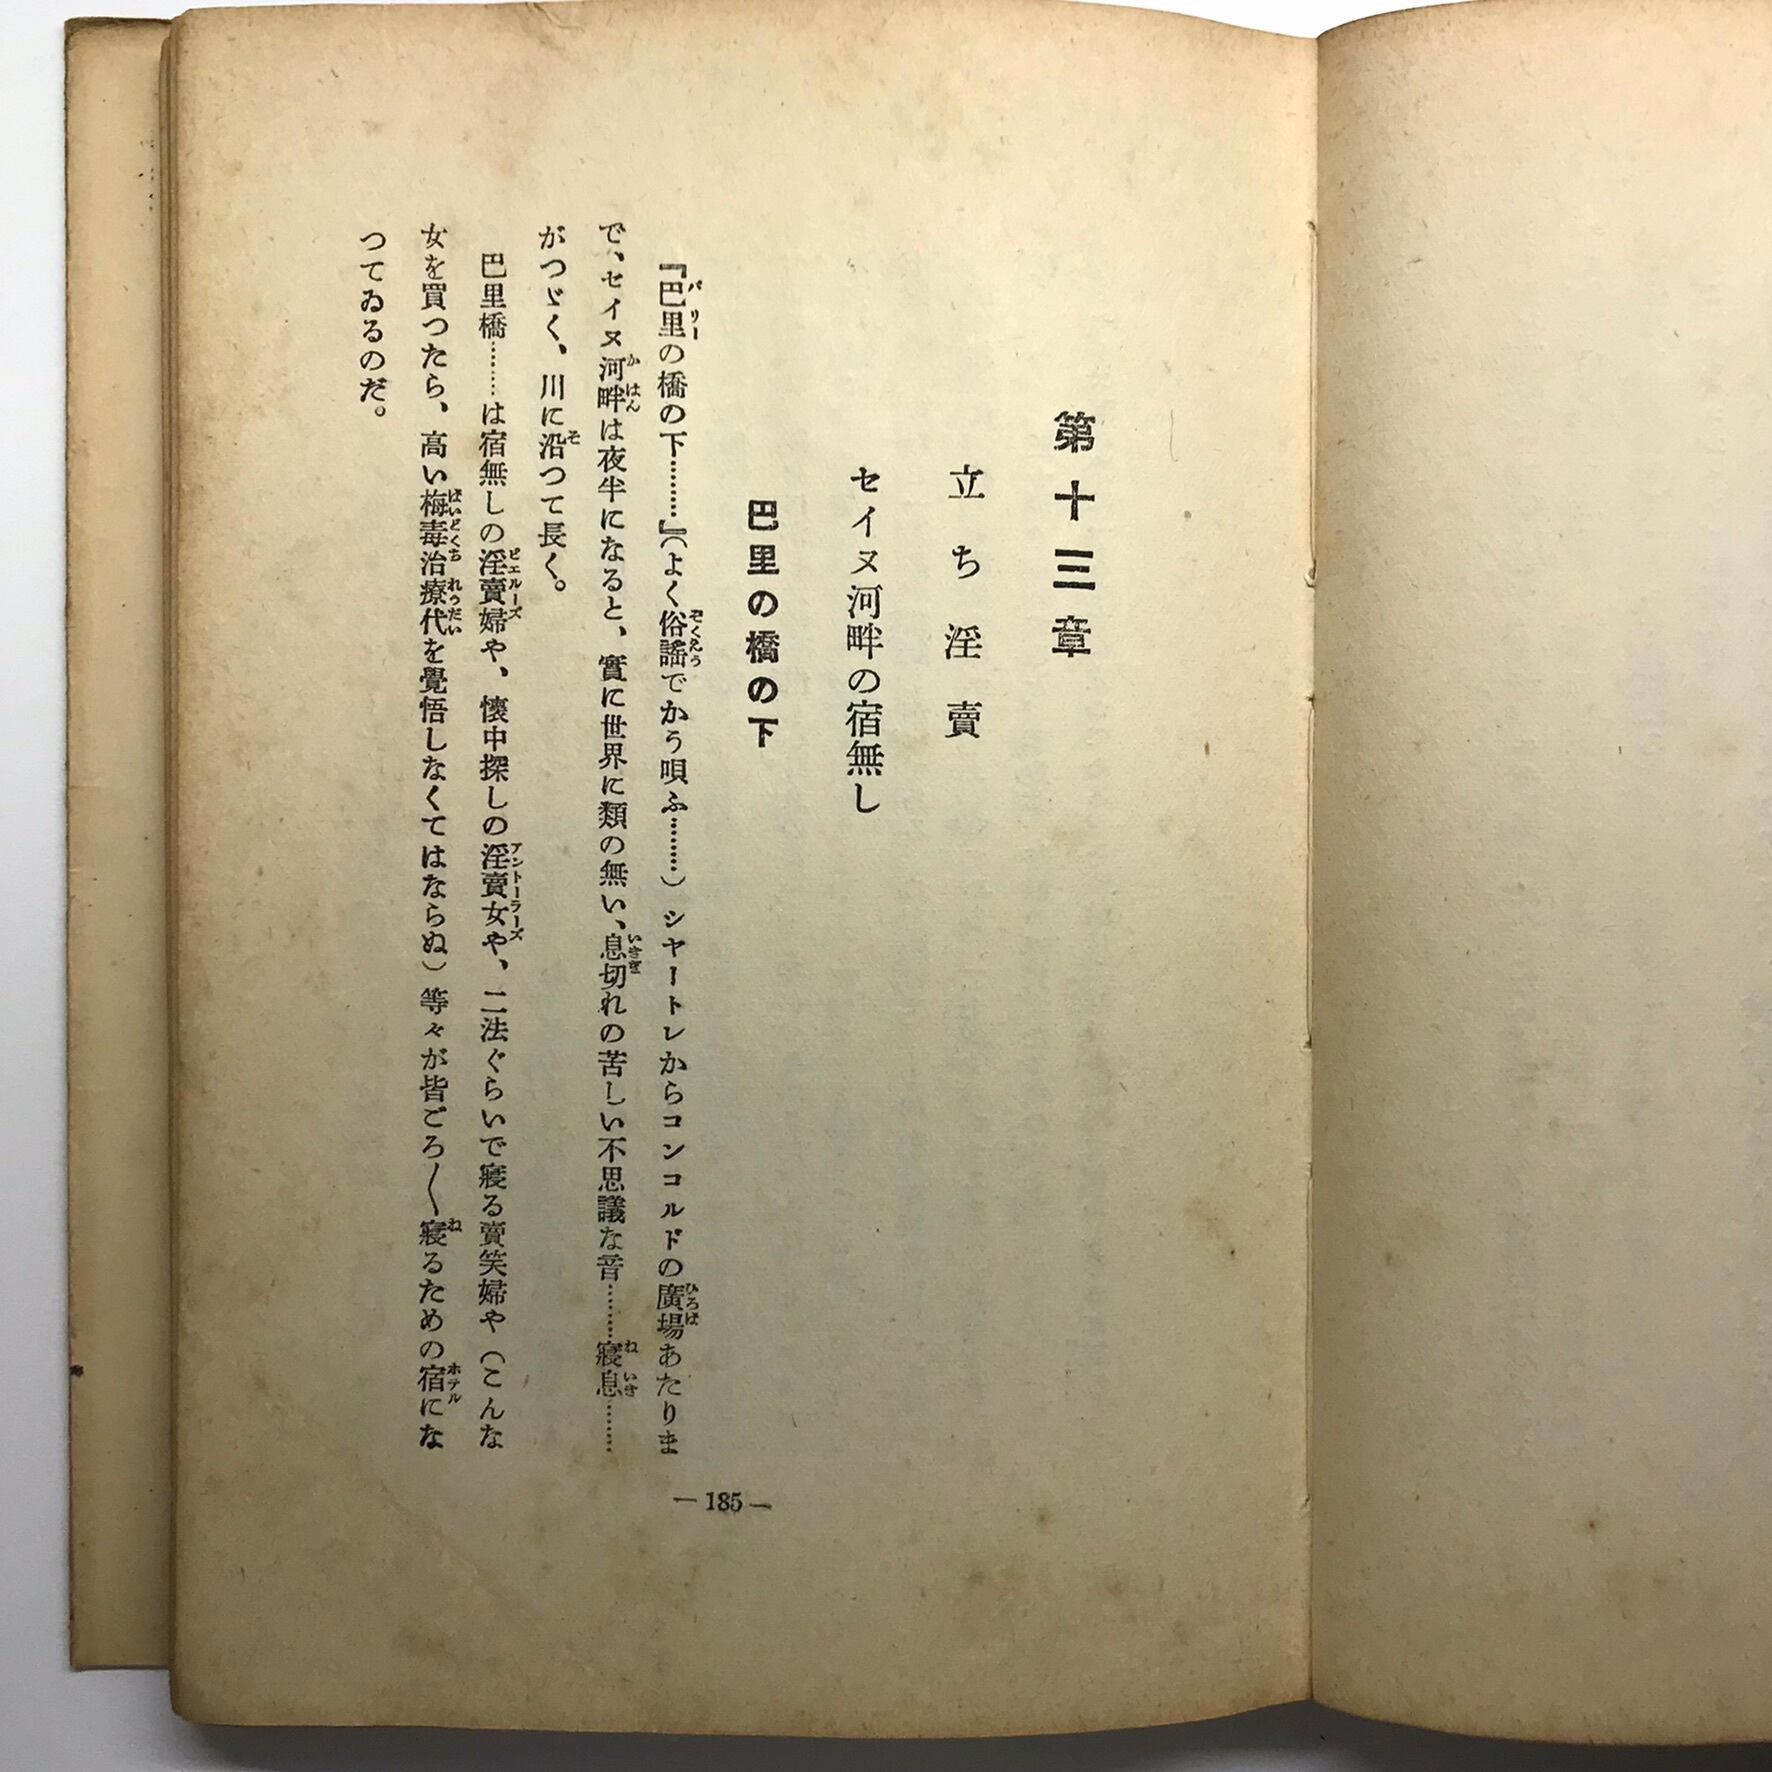 第十三章
立ち淫賣
セイヌ河畔の宿無し
巴里の橋の下
『巴里の橋の下………』（よく俗謠でかう唄ふ………）シヤートレからコンコルドの廣場あたりま
で、セイヌ河畔は夜半になると、實に世界に類の無い、息切れの苦しい不思議な音………寢息………
がつゞく、川に沿つて長く。
巴里橋………は宿無しの淫賣婦や、懷中探しの淫賣女や、二法ぐらいで寢る賣笑婦や（こんな
女を買つたら、高い梅毒治療代を覺悟しなくてはならぬ）等々が皆ごろ〱寢るための宿にな
つてゐるのだ。
— 185 —